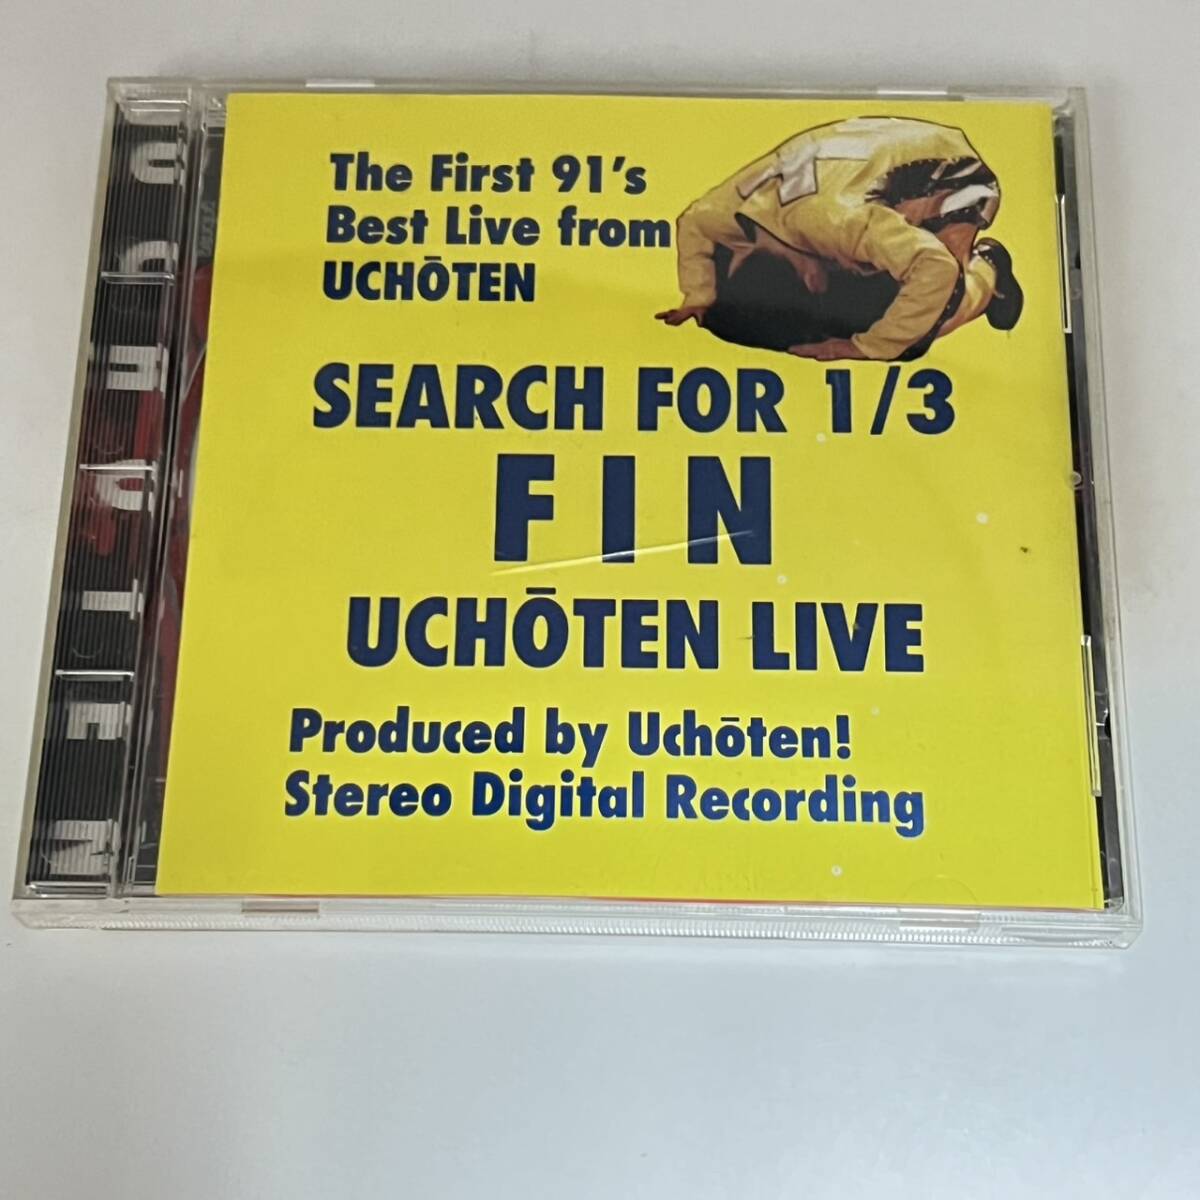 The First 91's
Best Live from
UCHŌTEN
SEARCH FOR 1/3
FIN
UCHŌTEN LIVE
Produced by Uchōten!
Stereo Digital Recording
UCHOTEN